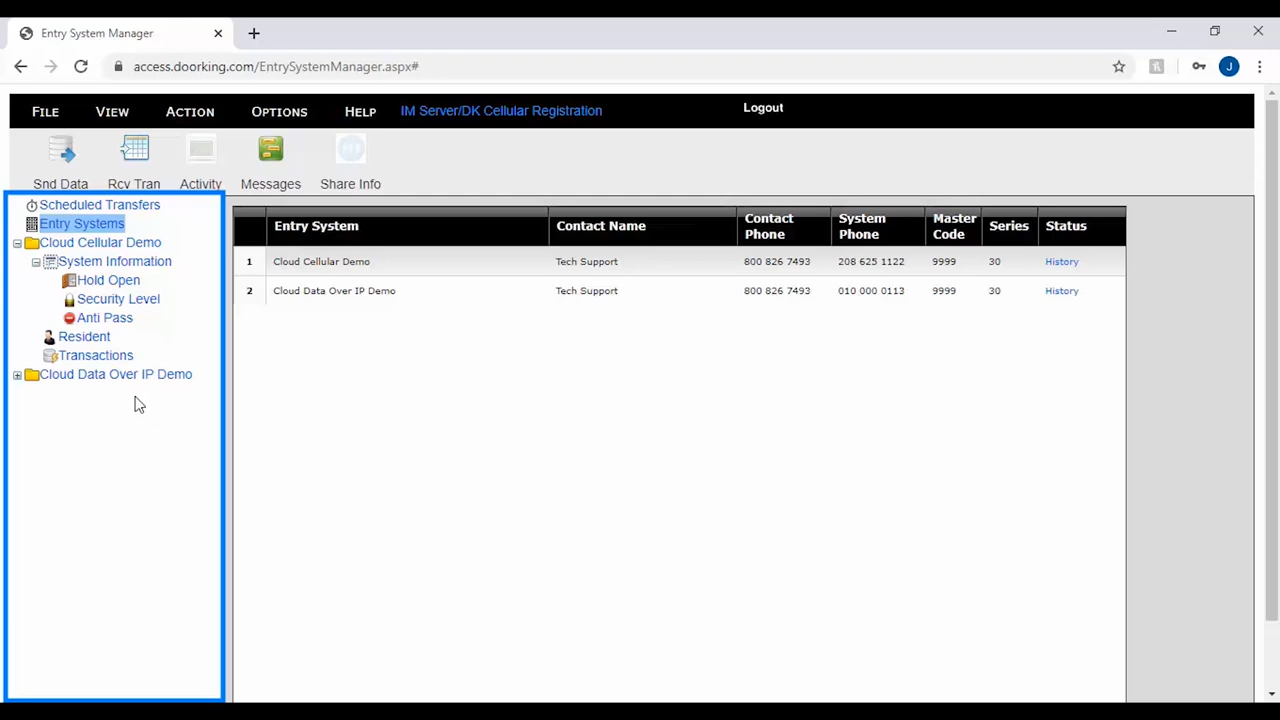 Entry System Manager
access.doorking.com/EntrySystemManager.aspx#
J
FILE VIEW ACTION OPTIONS HELP IM Server/DK Cellular Registration Logout
Snd Data Rcv Tran Activity Messages Share Info
Scheduled Transfers
Entry Systems
Cloud Cellular Demo
System Information
Hold Open
Security Level
Anti Pass
Resident
Transactions
Cloud Data Over IP Demo
Entry System Contact Name Contact Phone System Phone Master Code Series Status
1 Cloud Cellular Demo Tech Support 800 826 7493 208 625 1122 9999 30 History
2 Cloud Data Over IP Demo Tech Support 800 826 7493 010 000 0113 9999 30 History